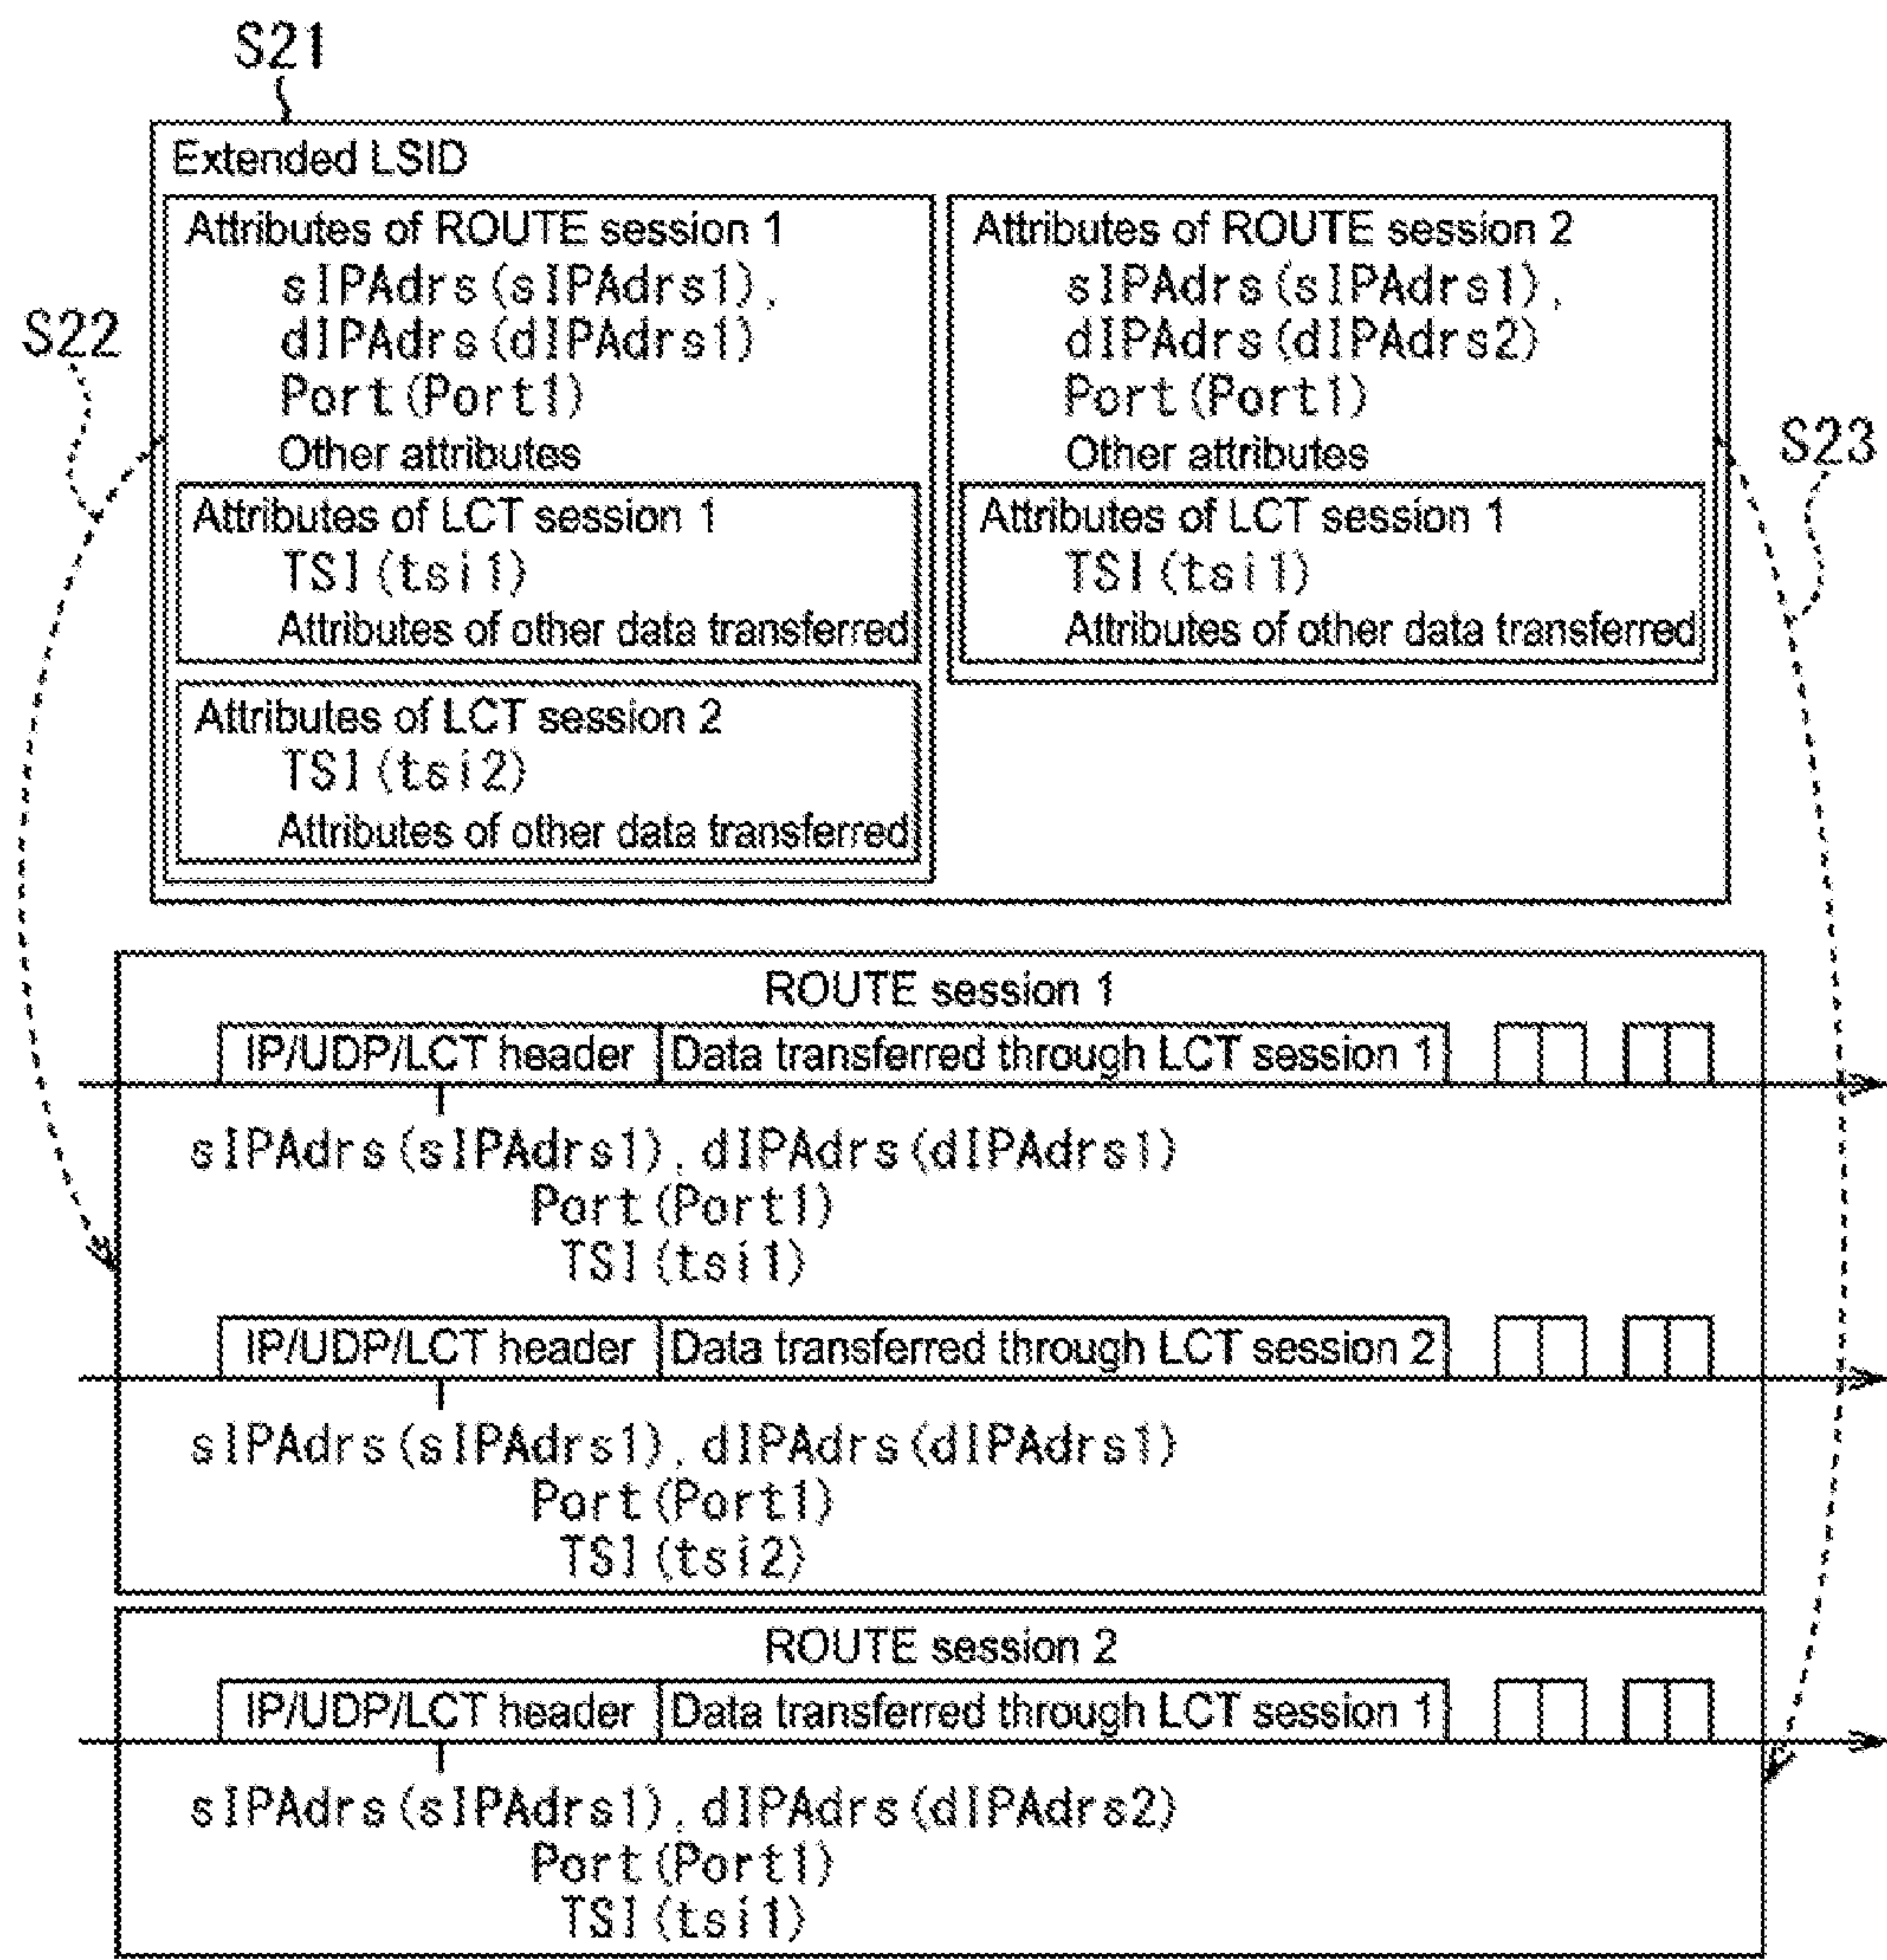 S21
Extended LSID
Attributes of ROUTE session 1
sIPAdrs(sIPAdrs1),
dIPAdrs(dIPAdrs1)
Port(Port1)
Other attributes
Attributes of LCT session 1
TSI(tsi1)
Attributes of other data transferred
Attributes of LCT session 2
TSI(tsi2)
Attributes of other data transferred
Attributes of ROUTE session 2
sIPAdrs(sIPAdrs1),
dIPAdrs(dIPAdrs2)
Port(Port1)
Other attributes
Attributes of LCT session 1
TSI(tsi1)
Attributes of other data transferred
S22
S23
ROUTE session 1
IP/UDP/LCT header Data transferred through LCT session 1
sIPAdrs(sIPAdrs1), dIPAdrs(dIPAdrs1)
Port(Port1)
TSI(tsi1)
IP/UDP/LCT header Data transferred through LCT session 2
sIPAdrs(sIPAdrs1), dIPAdrs(dIPAdrs1)
Port(Port1)
TSI(tsi2)
ROUTE session 2
IP/UDP/LCT header Data transferred through LCT session 1
sIPAdrs(sIPAdrs1), dIPAdrs(dIPAdrs2)
Port(Port1)
TSI(tsi1)